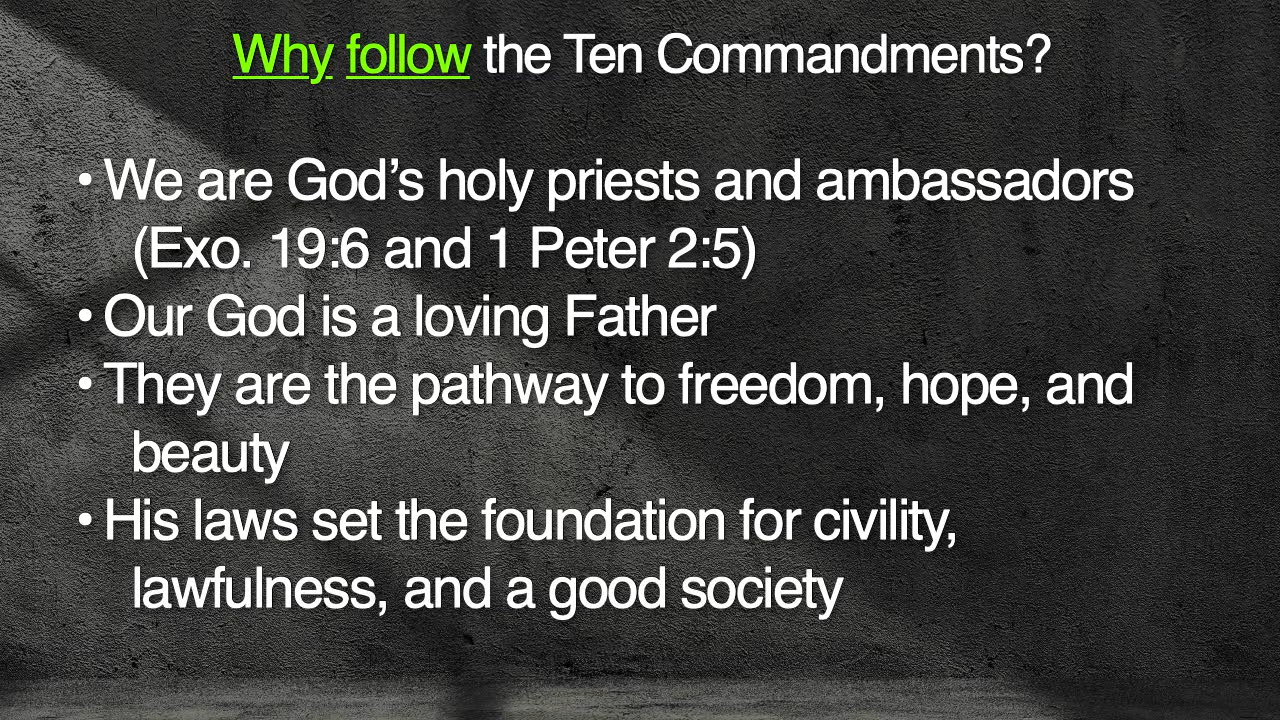 Why follow the Ten Commandments?
• We are God’s holy priests and ambassadors
(Exo. 19:6 and 1 Peter 2:5)
• Our God is a loving Father
• They are the pathway to freedom, hope, and
beauty
• His laws set the foundation for civility,
lawfulness, and a good society